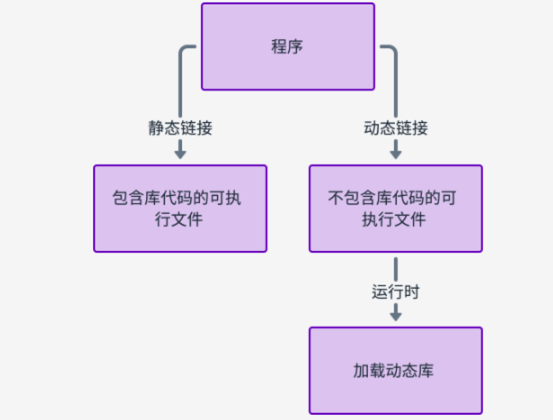 程序
静态链接
动态链接
包含库代码的可执
行文件
不包含库代码的可
执行文件
运行时
加载动态库